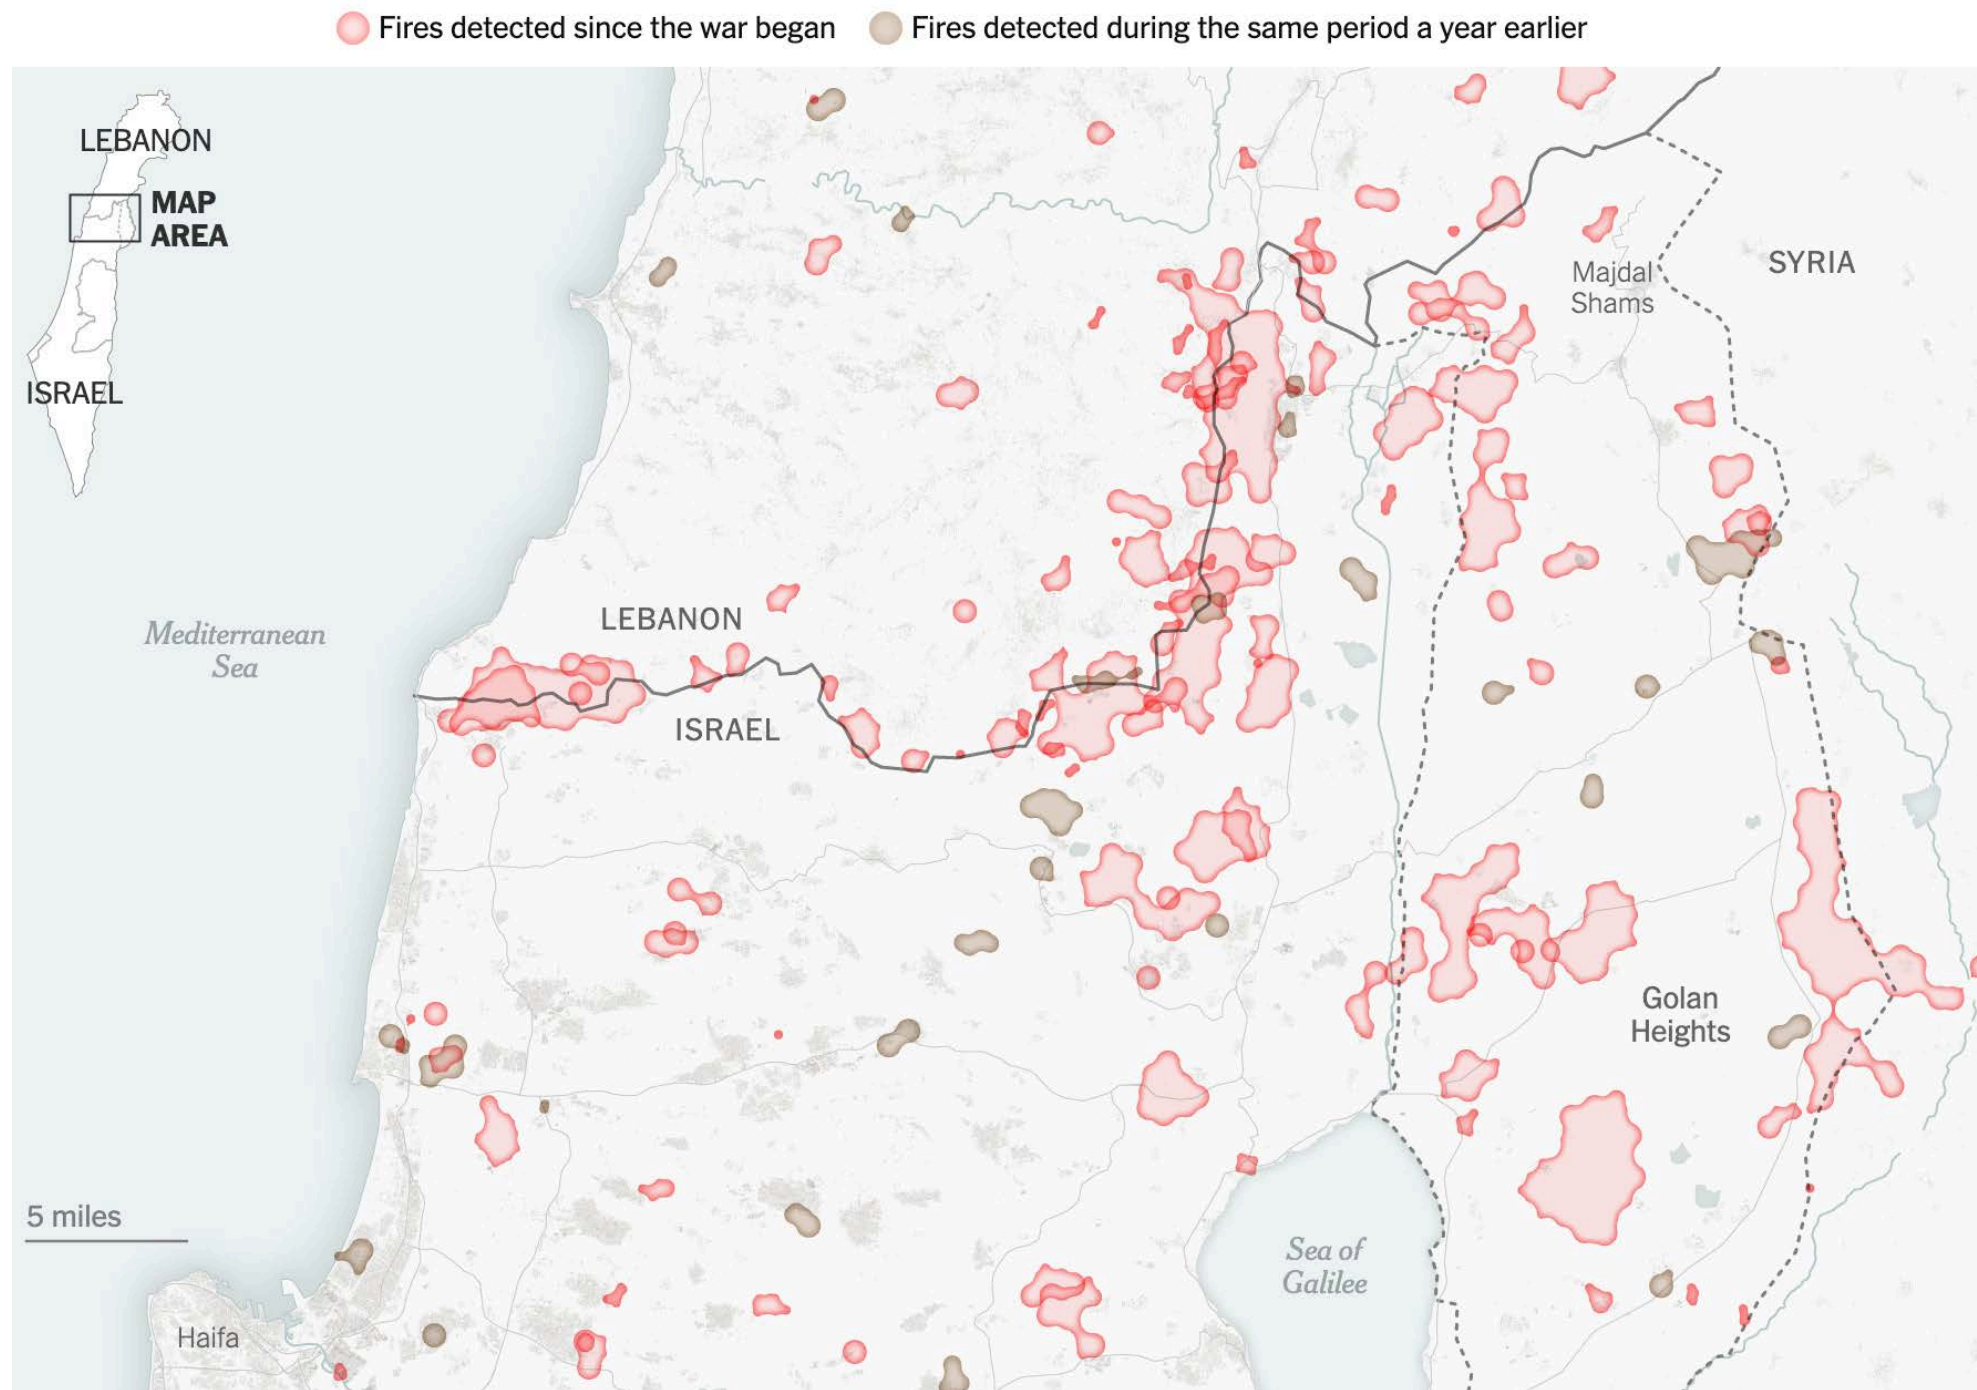 Fires detected since the war began
Fires detected during the same period a year earlier
LEBANON
MAP
AREA
ISRAEL
SYRIA
Majdal
Shams
LEBANON
Mediterranean
Sea
ISRAEL
Golan
Heights
5 miles
Sea of
Galilee
Haifa